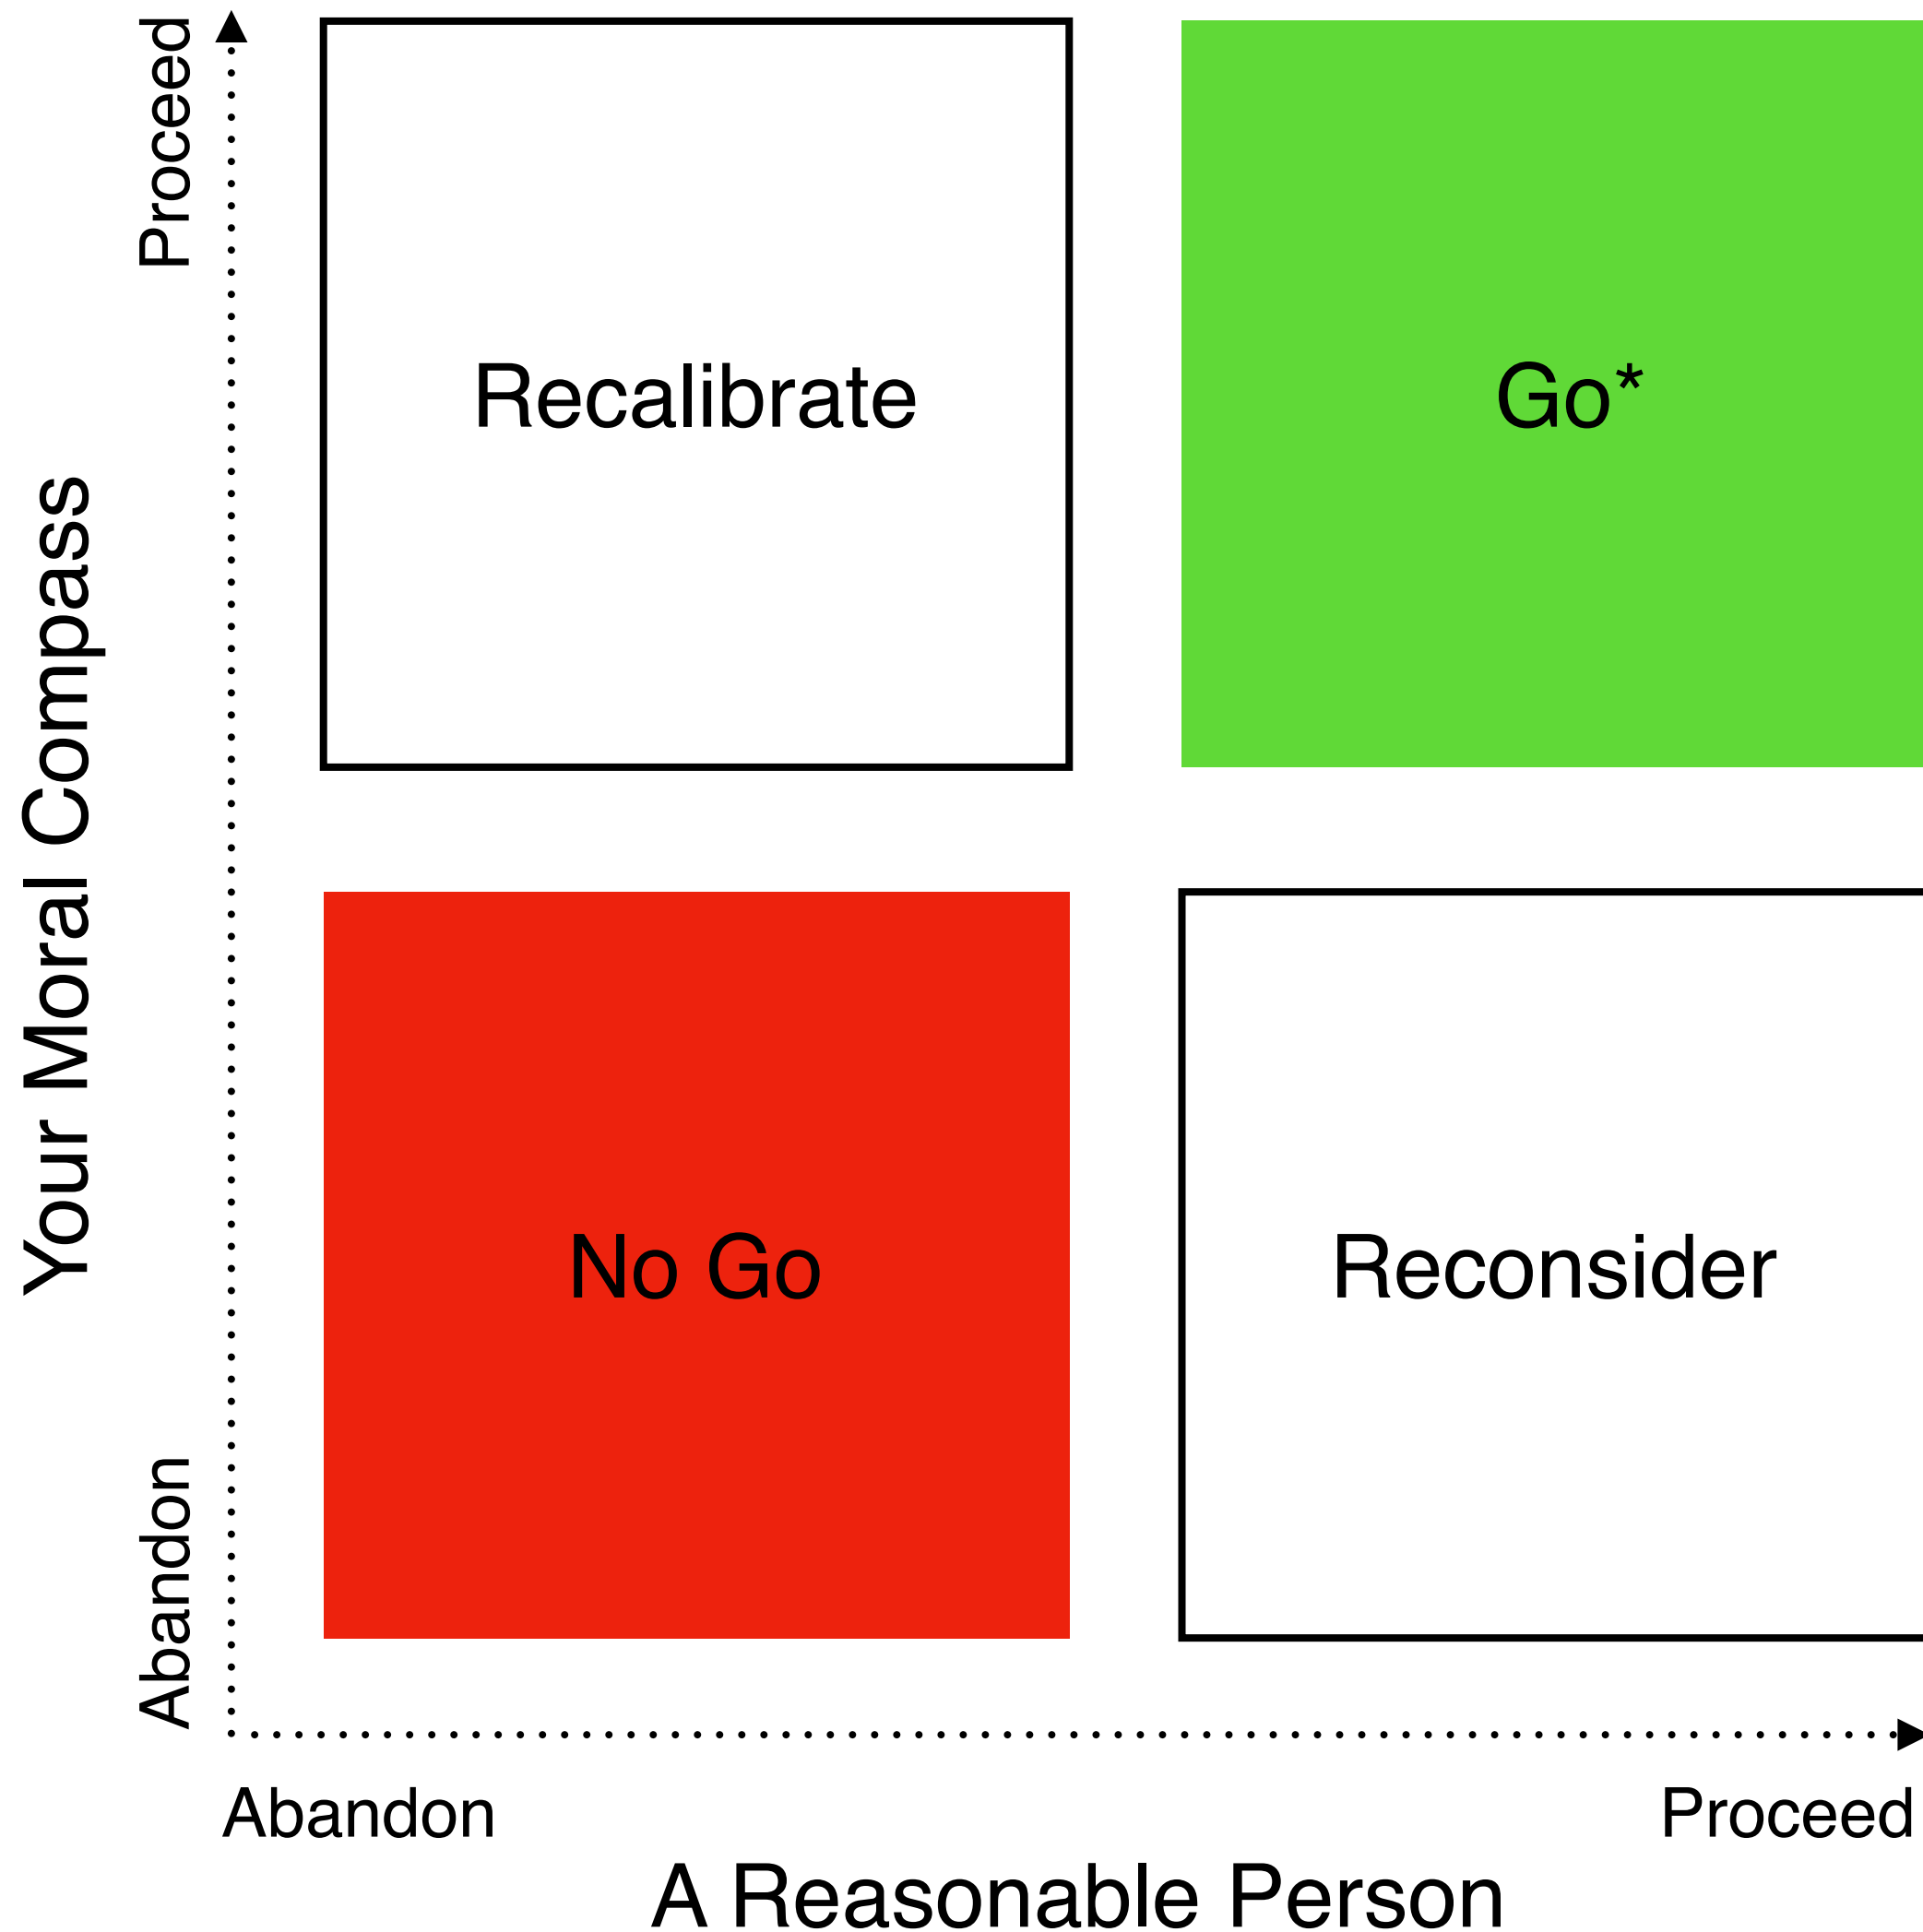 Proceed
Recalibrate
Go*
Your Moral Compass
No Go
Reconsider
Abandon
Abandon
Proceed
A Reasonable Person